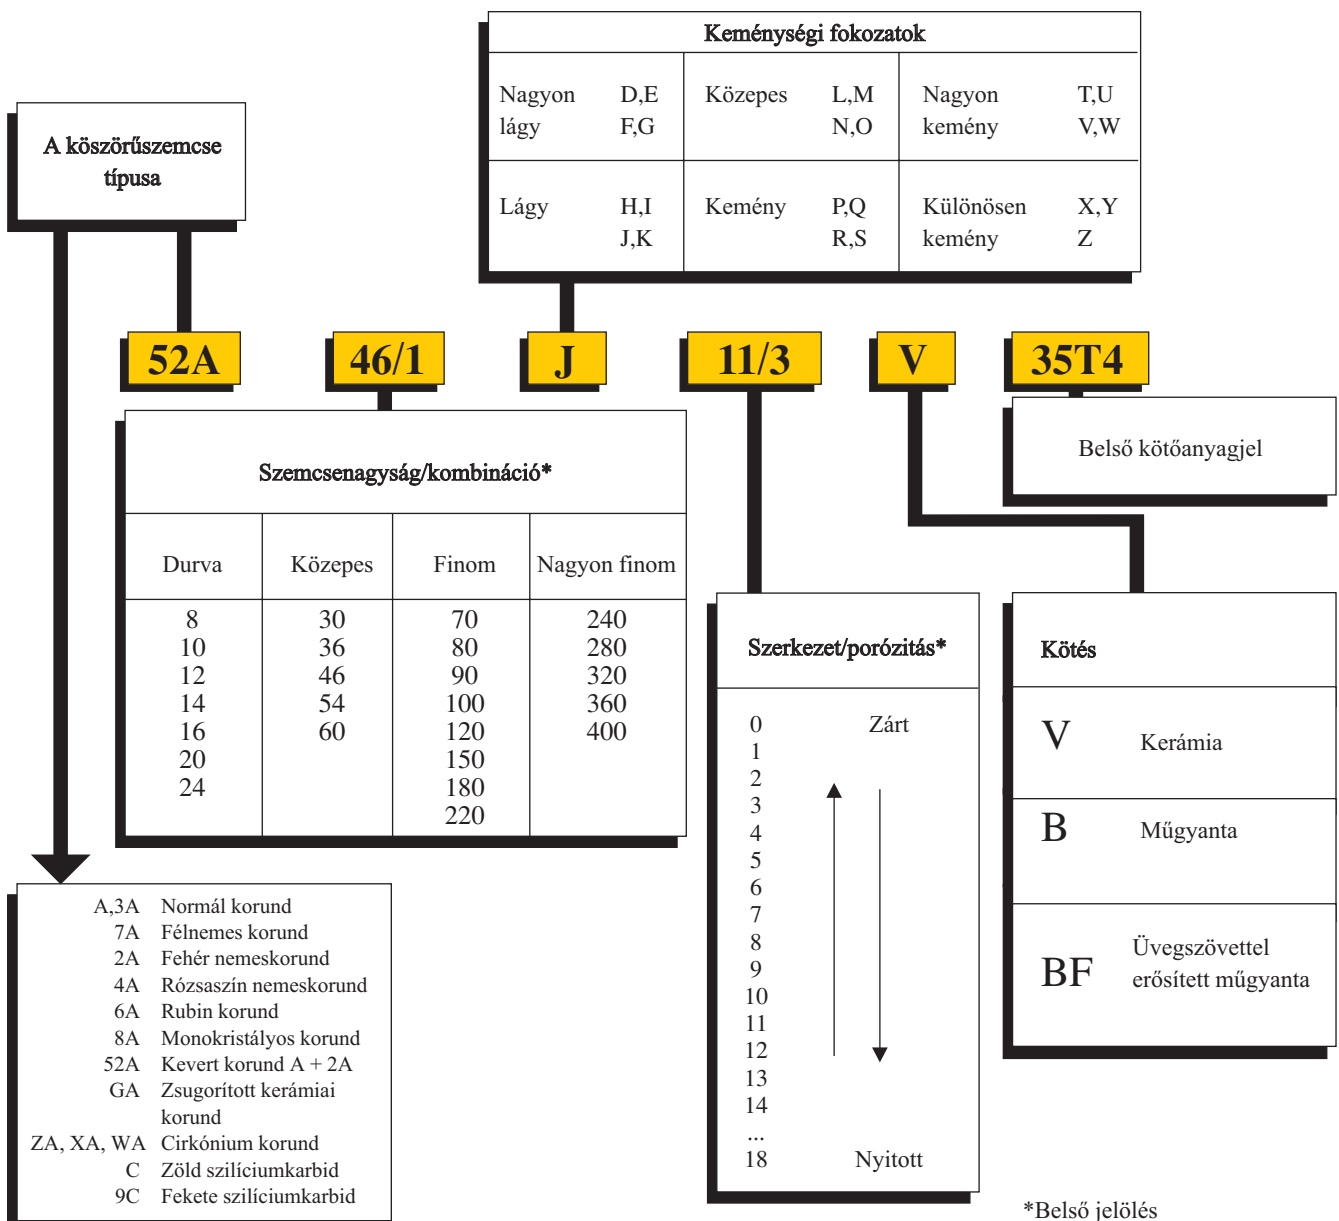 Keménységi fokozatok
Nagyon D,E
lágy F,G
Közepes L,M
N,O
Nagyon T,U
kemény V,W
Lágy H,I
J,K
Kemény P,Q
R,S
Különösen X,Y
kemény Z
A köszörűszemcse
típusa
52A 46/1 J 11/3 V 35T4
Belső kötőanyagjel
Szemcsenagyság/kombináció*
Durva Közepes Finom Nagyon finom
8 30 70 240
10 36 80 280
12 46 90 320
14 54 100 360
16 60 120 400
20 150
24 180
220
Szerkezet/porózitás*
0 Zárt
1
2
3
4
5
6
7
8
9
10
11
12
13
14
...
18 Nyitott
Kötés
V Kerámia
B Műgyanta
BF Üvegszövettel
erősített műgyanta
A,3A Normál korund
7A Félnemes korund
2A Fehér nemeskorund
4A Rózsaszín nemeskorund
6A Rubin korund
8A Monokristályos korund
52A Kevert korund A + 2A
GA Zsugorított kerámiai
korund
ZA, XA, WA Cirkónium korund
C Zöld szilíciumkarbid
9C Fekete szilíciumkarbid
*Belső jelölés